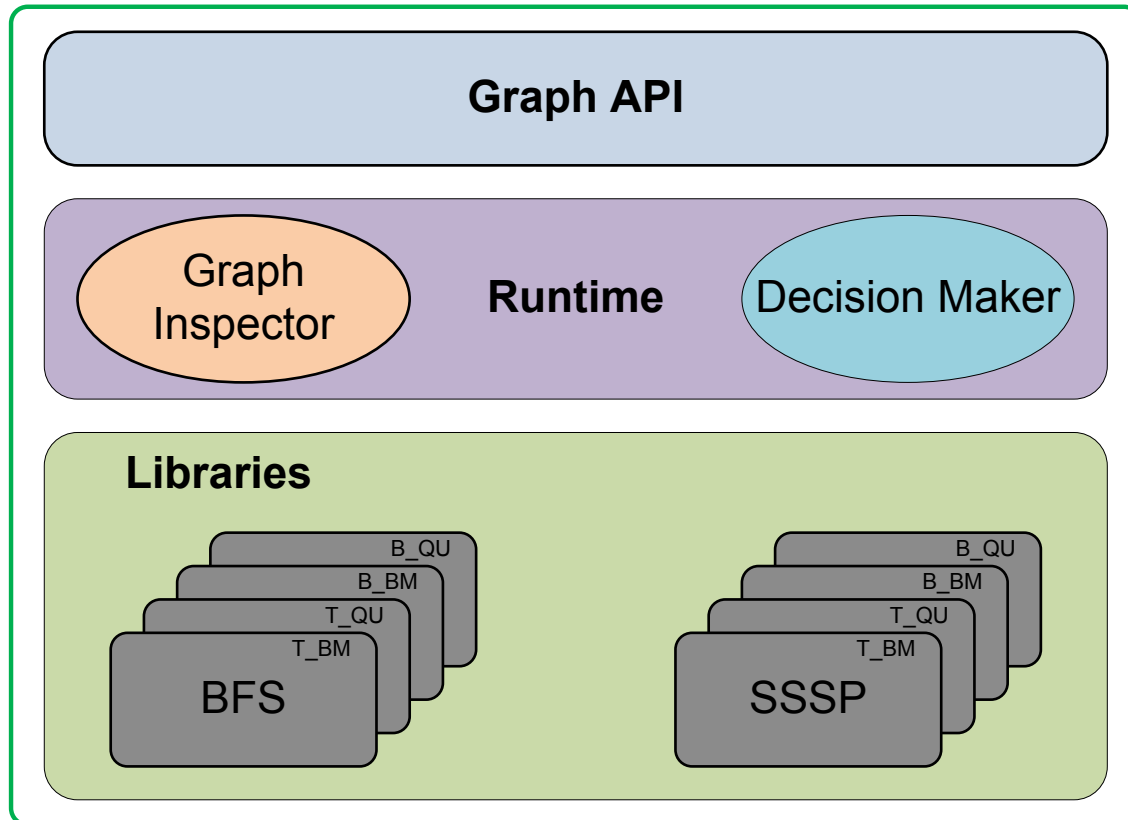 Graph API
Graph
Inspector
Runtime
Decision Maker
Libraries
B_QU
B_BM
T_QU
T_BM
BFS
B_QU
B_BM
T_QU
T_BM
SSSP